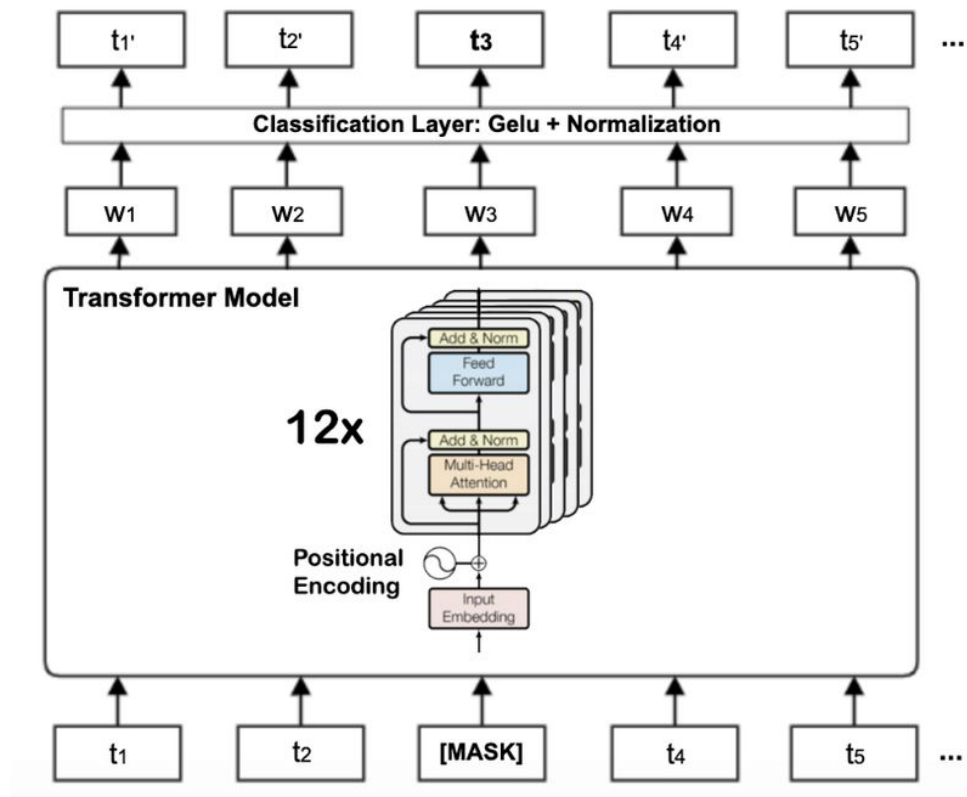 t1' t2' t3 t4' t5' ...
Classification Layer: Gelu + Normalization
W1 W2 W3 W4 W5
Transformer Model
Add & Norm
Feed
Forward
12x
Add & Norm
Multi-Head
Attention
Positional
Encoding
Input
Embedding
t1 t2 [MASK] t4 t5 ...